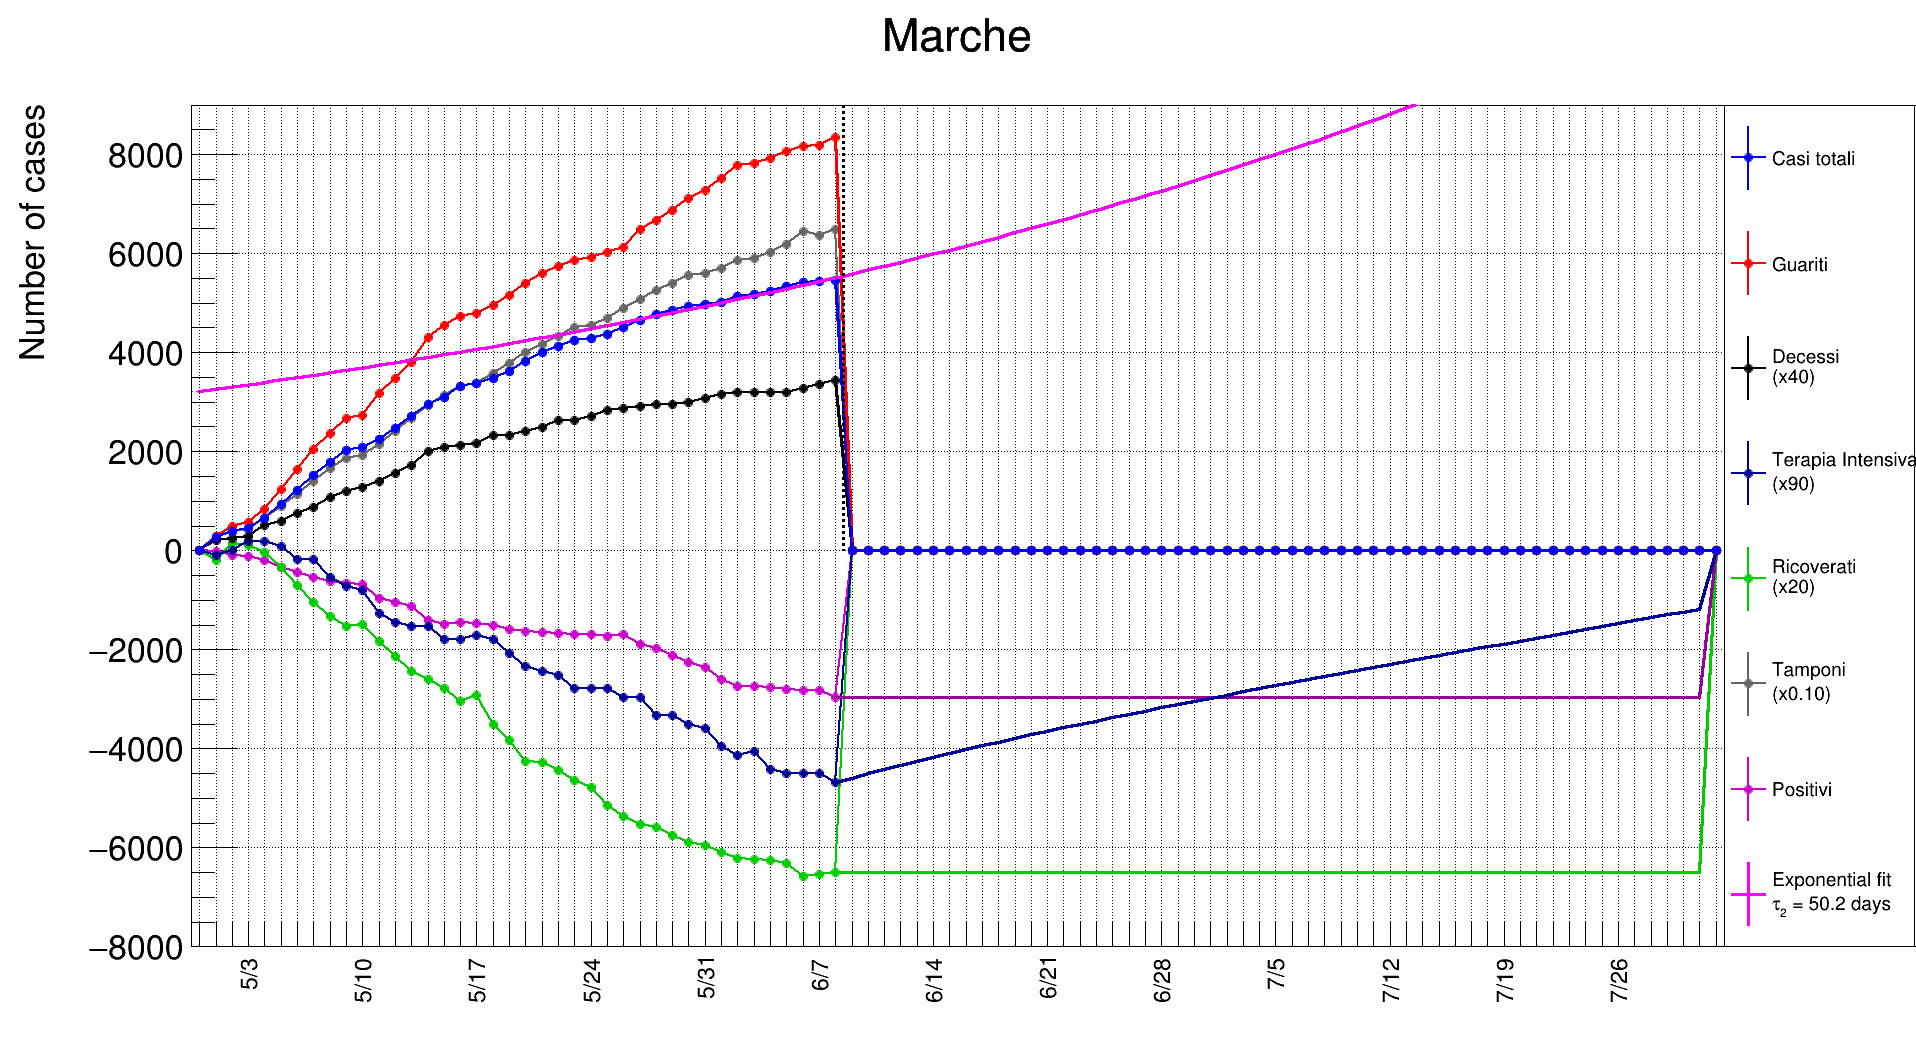 Marche
Number of cases
8000
6000
4000
2000
0
−2000
−4000
−6000
−8000
5/3
5/10
5/17
5/24
5/31
6/7
6/14
6/21
6/28
7/5
7/12
7/19
7/26
Casi totali
Guariti
Decessi
(x40)
Terapia Intensiva
(x90)
Ricoverati
(x20)
Tamponi
(x0.10)
Positivi
Exponential fit
τ2 = 50.2 days